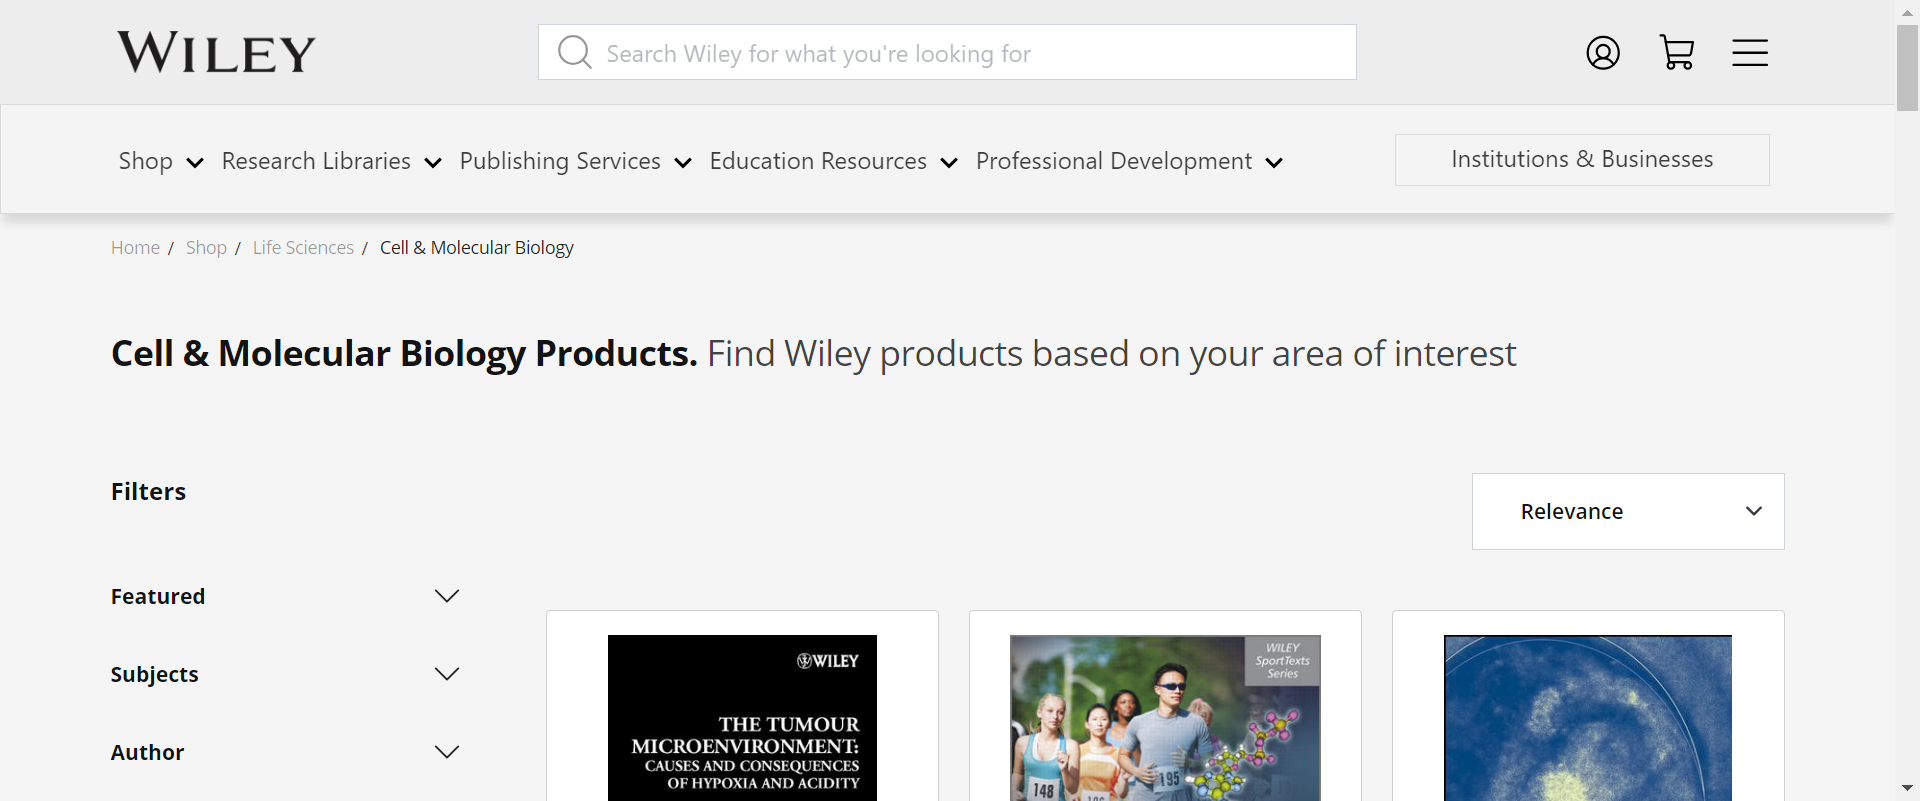 WILEY
Search Wiley for what you're looking for
Shop
Research Libraries
Publishing Services
Education Resources
Professional Development
Institutions & Businesses
Home / Shop / Life Sciences / Cell & Molecular Biology
Cell & Molecular Biology Products. Find Wiley products based on your area of interest
Filters
Relevance
Featured
Subjects
Author
WILEY
THE TUMOUR
MICROENVIRONMENT:
CAUSES AND CONSEQUENCES
OF HYPOXIA AND ACIDITY
WILEY
SportTexts
Series
148
195